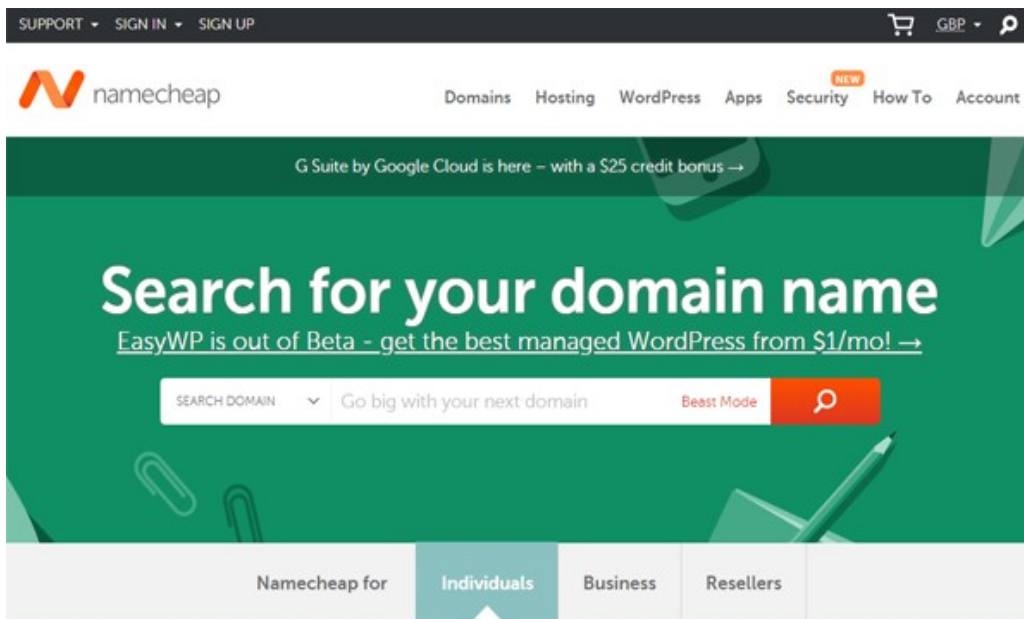 SUPPORT SIGN IN SIGN UP GBP
namecheap
NEW
Domains Hosting WordPress Apps Security How To Account
G Suite by Google Cloud is here – with a $25 credit bonus →
Search for your domain name
EasyWP is out of Beta - get the best managed WordPress from $1/mo! →
SEARCH DOMAIN Go big with your next domain Beast Mode
Namecheap for Individuals Business Resellers